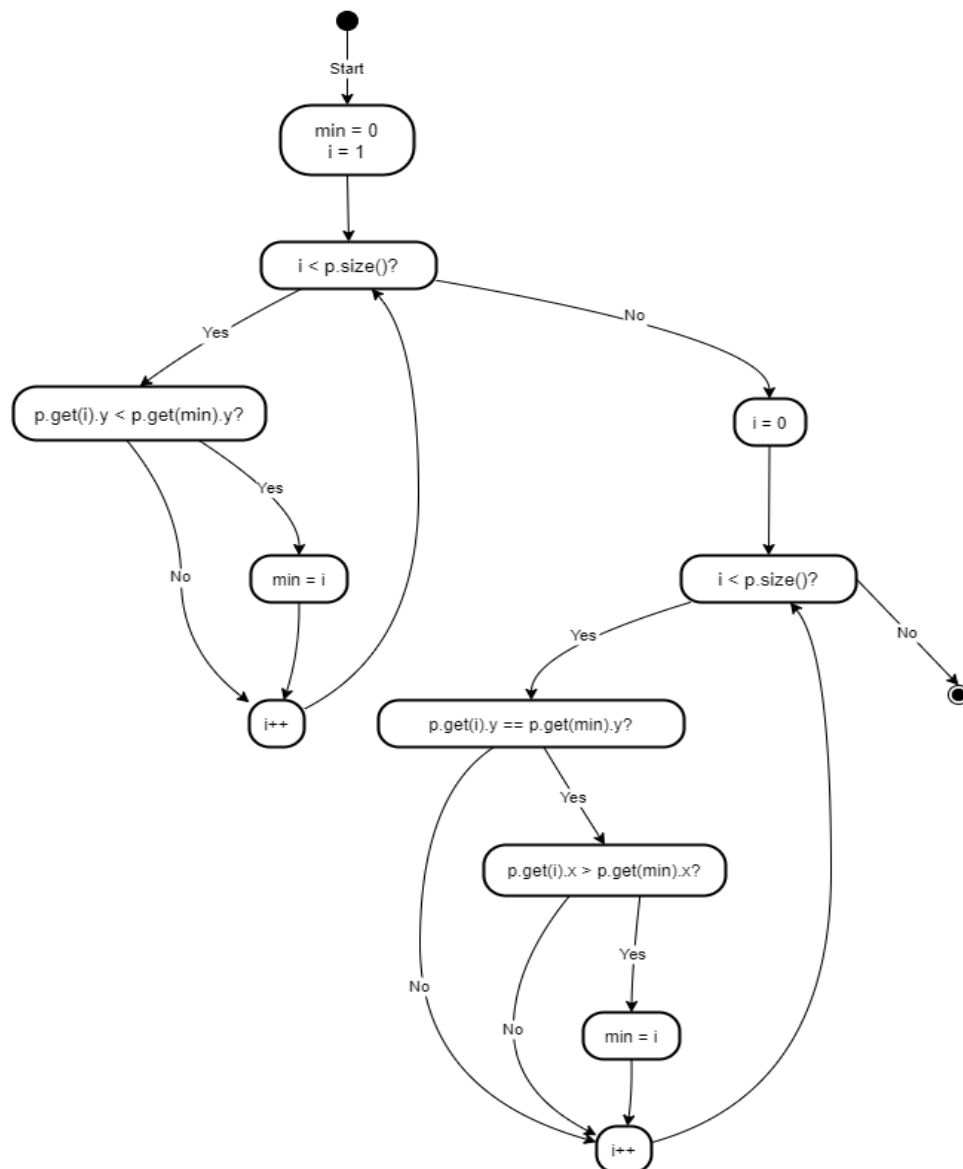 Start
min = 0
i = 1
i < p.size()?
Yes
No
p.get(i).y < p.get(min).y?
i = 0
Yes
No
min = i
i++
i < p.size()?
No
Yes
p.get(i).y == p.get(min).y?
Yes
p.get(i).x > p.get(min).x?
Yes
No
No
min = i
i++